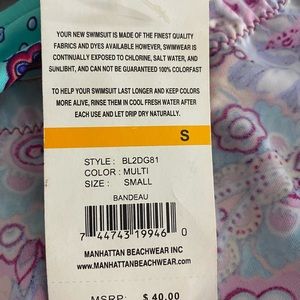 YOUR NEW SWIMSUIT IS MADE OF THE FINEST QUALITY
FABRICS AND DYES AVAILABLE HOWEVER, SWIMWEAR IS
CONTINUALLY EXPOSED TO CHLORINE, SALT WATER, AND
SUNLIGHT, AND CAN NOT BE GUARANTEED 100% COLORFAST
TO HELP YOUR SWIMSUIT LAST LONGER AND KEEP COLORS
MORE ALIVE, RINSE THEM IN COOL FRESH WATER AFTER
EACH USE AND LET DRIP DRY NATURALLY.
S
STYLE : BL2DG81
COLOR : MULTI
SIZE : SMALL
BANDEAU
7 44743 19946 0
MANHATTAN BEACHWEAR INC
www.MANHATTANBEACHWEAR.COM
MSRP: $ 40.00